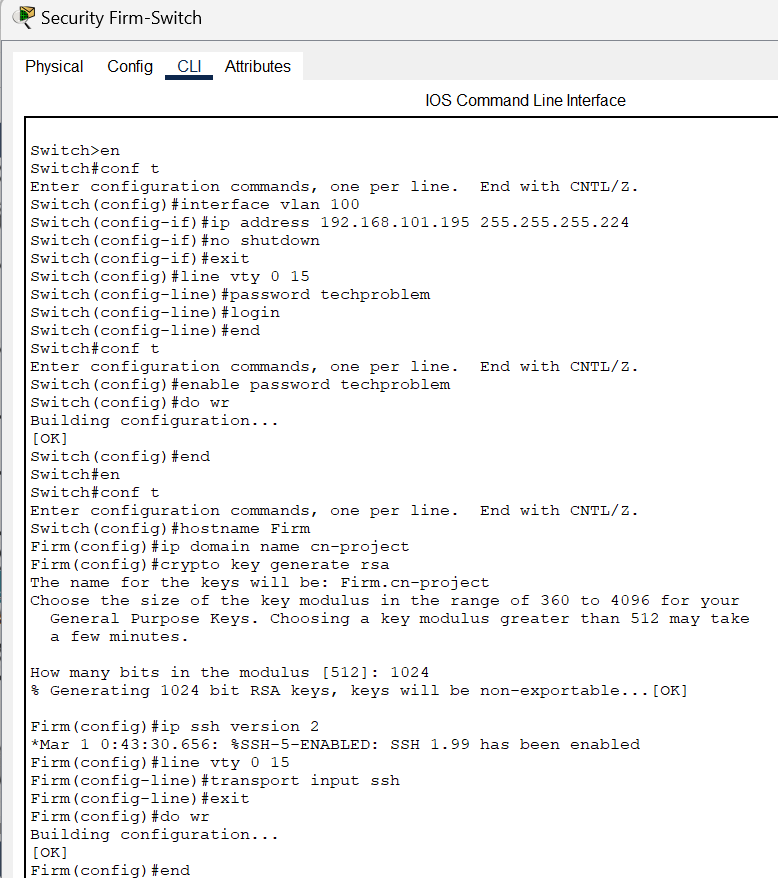 Security Firm-Switch
Physical Config CLI Attributes
IOS Command Line Interface
Switch>en
Switch#conf t
Enter configuration commands, one per line.  End with CNTL/Z.
Switch(config)#interface vlan 100
Switch(config-if)#ip address 192.168.101.195 255.255.255.224
Switch(config-if)#no shutdown
Switch(config-if)#exit
Switch(config)#line vty 0 15
Switch(config-line)#password techproblem
Switch(config-line)#login
Switch(config-line)#end
Switch#conf t
Enter configuration commands, one per line.  End with CNTL/Z.
Switch(config)#enable password techproblem
Switch(config)#do wr
Building configuration...
[OK]
Switch(config)#end
Switch#en
Switch#conf t
Enter configuration commands, one per line.  End with CNTL/Z.
Switch(config)#hostname Firm
Firm(config)#ip domain name cn-project
Firm(config)#crypto key generate rsa
The name for the keys will be: Firm.cn-project
Choose the size of the key modulus in the range of 360 to 4096 for your
  General Purpose Keys. Choosing a key modulus greater than 512 may take
  a few minutes.
How many bits in the modulus [512]: 1024
% Generating 1024 bit RSA keys, keys will be non-exportable...[OK]
Firm(config)#ip ssh version 2
*Mar 1 0:43:30.656: %SSH-5-ENABLED: SSH 1.99 has been enabled
Firm(config)#line vty 0 15
Firm(config-line)#transport input ssh
Firm(config-line)#exit
Firm(config)#do wr
Building configuration...
[OK]
Firm(config)#end